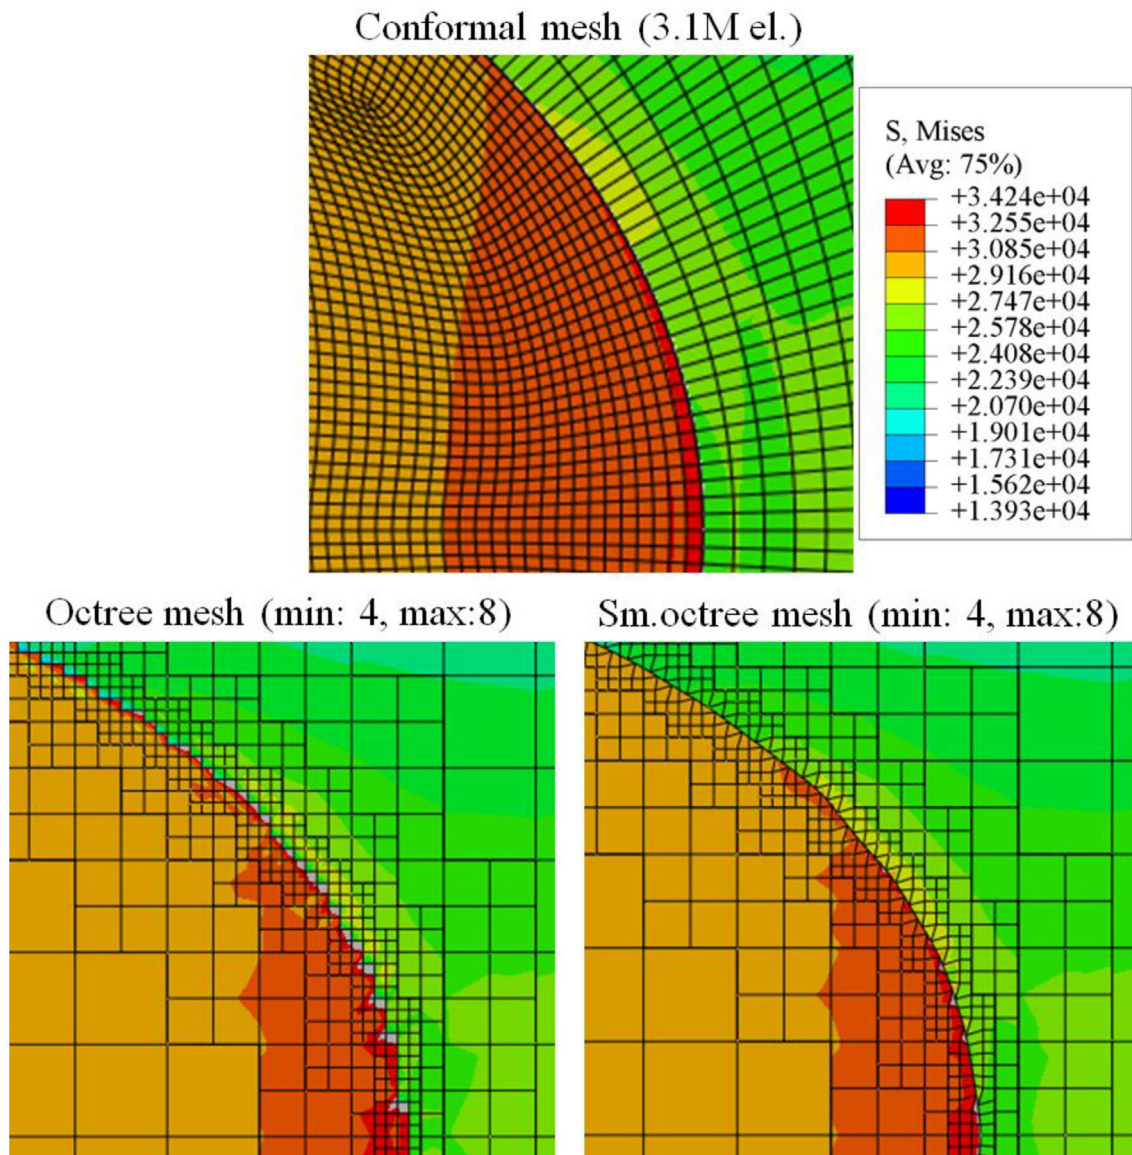 Conformal mesh (3.1M el.)
S, Mises
(Avg: 75%)
+3.424e+04
+3.255e+04
+3.085e+04
+2.916e+04
+2.747e+04
+2.578e+04
+2.408e+04
+2.239e+04
+2.070e+04
+1.901e+04
+1.731e+04
+1.562e+04
+1.393e+04
Octree mesh (min: 4, max:8)
Sm.octree mesh (min: 4, max:8)